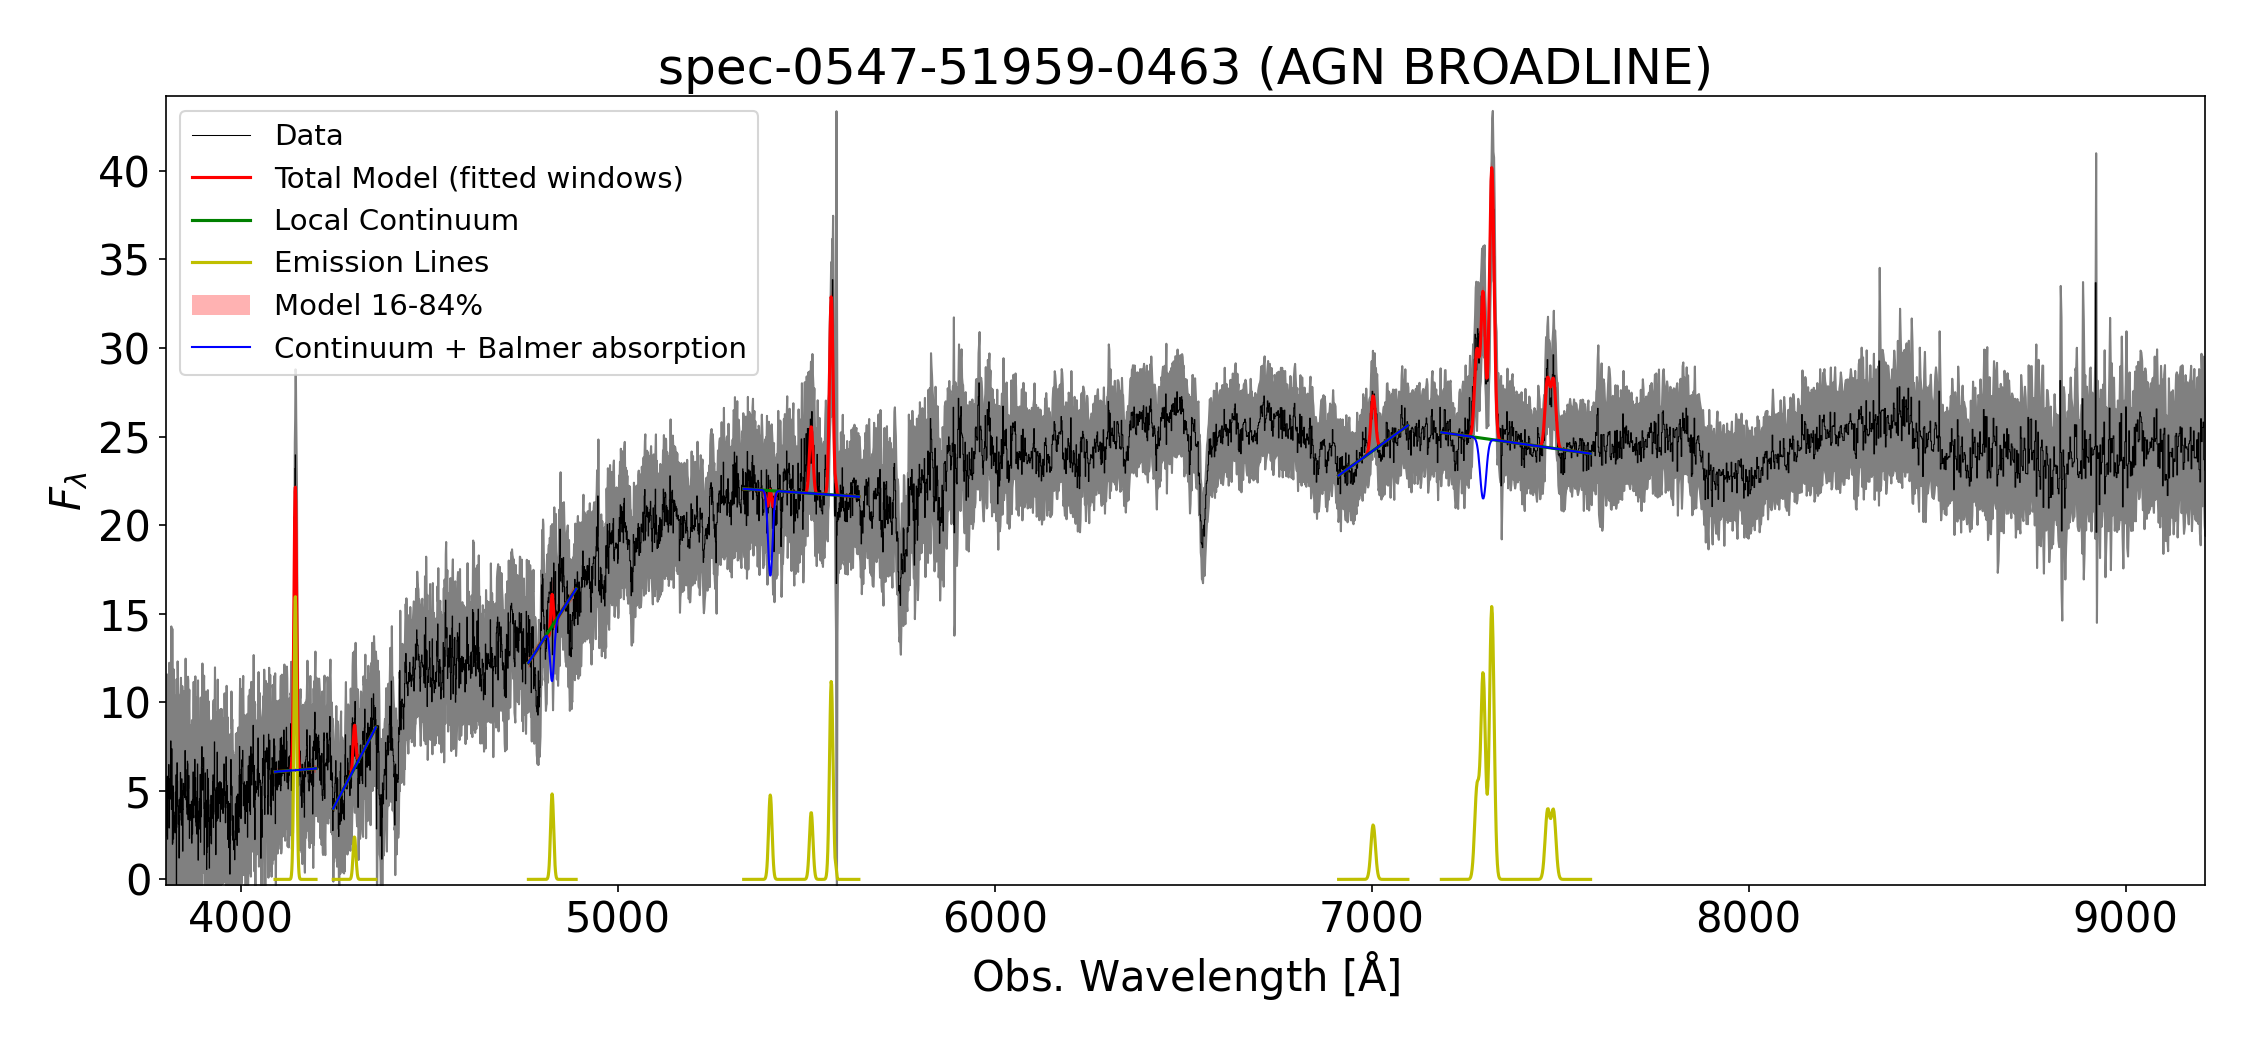 spec-0547-51959-0463 (AGN BROADLINE)
Data
Total Model (fitted windows)
Local Continuum
Emission Lines
Model 16-84%
Continuum + Balmer absorption
40
35
30
25
20
15
10
5
0
F_λ
4000 5000 6000 7000 8000 9000
Obs. Wavelength [Å]